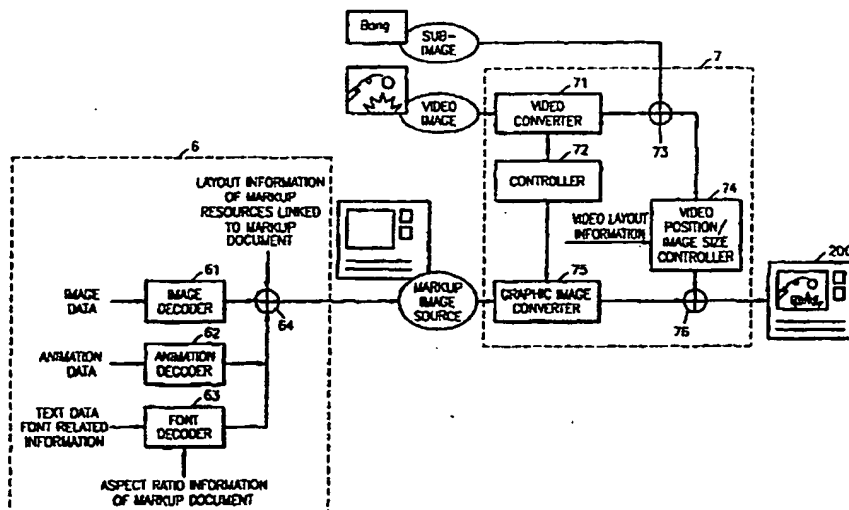 Bang
SUB-
IMAGE
VIDEO
IMAGE
7
71
VIDEO
CONVERTER
73
72
CONTROLLER
74
VIDEO
POSITION/
IMAGE SIZE
CONTROLLER
VIDEO LAYOUT
INFORMATION
75
GRAPHIC IMAGE
CONVERTER
76
200
6
LAYOUT INFORMATION
OF MARKUP
RESOURCES LINKED
TO MARKUP
DOCUMENT
MARKUP
IMAGE
SOURCE
IMAGE
DATA
61
IMAGE
DECODER
64
ANIMATION
DATA
62
ANIMATION
DECODER
TEXT DATA
FONT RELATED
INFORMATION
63
FONT
DECODER
ASPECT RATIO INFORMATION
OF MARKUP DOCUMENT